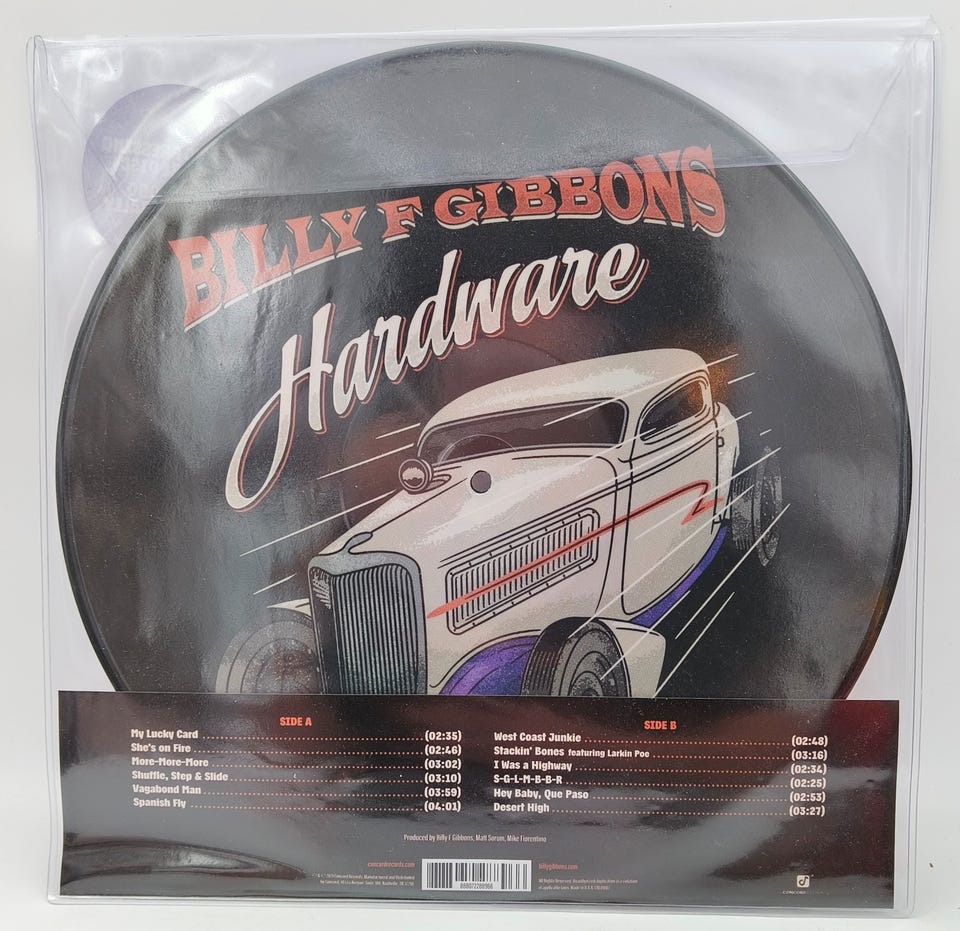 BILLY F GIBBONS
Hardware
SIDE A
My Lucky Card (02:35)
She's on Fire (02:46)
More-More-More (03:02)
Shuffle, Step & Slide (03:10)
Vagabond Man (03:59)
Spanish Fly (04:01)
SIDE B
West Coast Junkie (02:48)
Stackin' Bones featuring Larkin Poe (03:16)
I Was a Highway (02:34)
S-G-L-M-B-B-R (02:25)
Hey Baby, Que Paso (02:53)
Desert High (03:27)
Produced by Billy F Gibbons, Matt Sorum, Mike Fiorentino
concordrecords.com
billygibbons.com
CONCORD